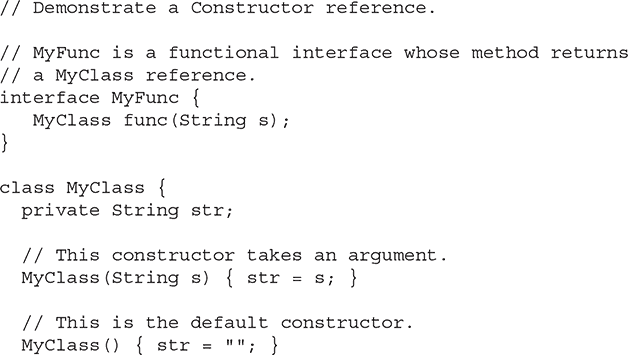 // Demonstrate a Constructor reference.

// MyFunc is a functional interface whose method returns
// a MyClass reference.
interface MyFunc {
   MyClass func(String s);
}

class MyClass {
  private String str;

  // This constructor takes an argument.
  MyClass(String s) { str = s; }

  // This is the default constructor.
  MyClass() { str = ""; }